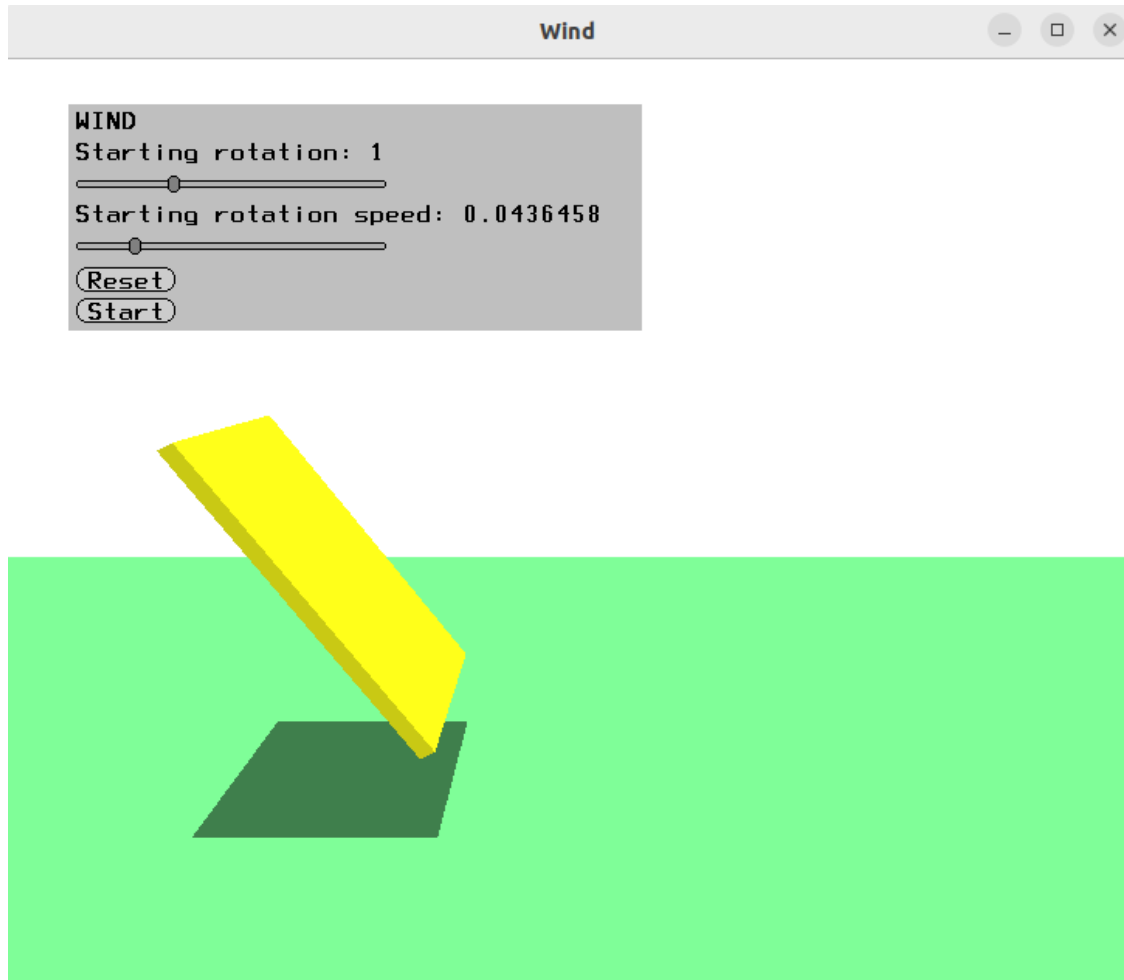 Wind
WIND
Starting rotation: 1
Starting rotation speed: 0.0436458
Reset
Start